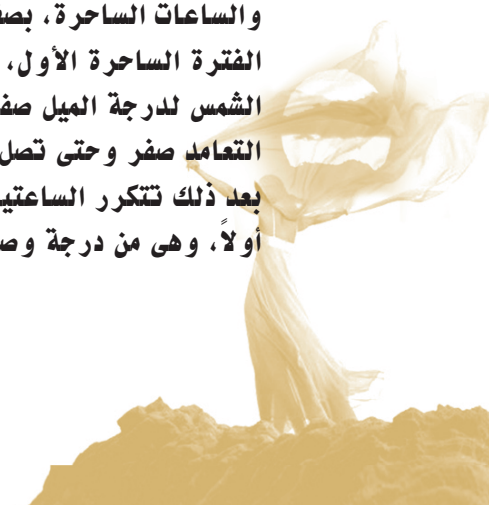 والساعات الساحرة، بصف
الفترة الساحرة الأول،
الشمس لدرجة الميل صف
التعامد صفر وحتى تصل
بعد ذلك تتكرر الساعتي
أولاً، وهى من درجة وص